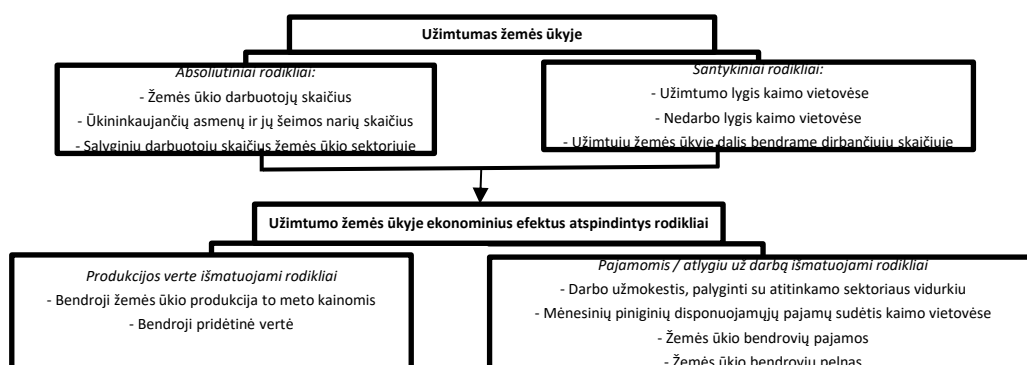 Užimtumas žemės ūkyje
Absoliutiniai rodikliai:
- Žemės ūkio darbuotojų skaičius
- Ūkininkaujančių asmenų ir jų šeimos narių skaičius
- Sąlyginių darbuotojų skaičius žemės ūkio sektoriuje
Santykiniai rodikliai:
- Užimtumo lygis kaimo vietovėse
- Nedarbo lygis kaimo vietovėse
- Užimtųjų žemės ūkyje dalis bendrame dirbančiųjų skaičiuje
Užimtumo žemės ūkyje ekonominius efektus atspindintys rodikliai
Produkcijos verte išmatuojami rodikliai
- Bendroji žemės ūkio produkcija to meto kainomis
- Bendroji pridėtinė vertė
Pajamomis / atlygiu už darbą išmatuojami rodikliai
- Darbo užmokestis, palyginti su atitinkamo sektoriaus vidurkiu
- Mėnesinių piniginių disponuojamųjų pajamų sudėtis kaimo vietovėse
- Žemės ūkio bendrovių pajamos
- Žemės ūkio bendrovių pelnas